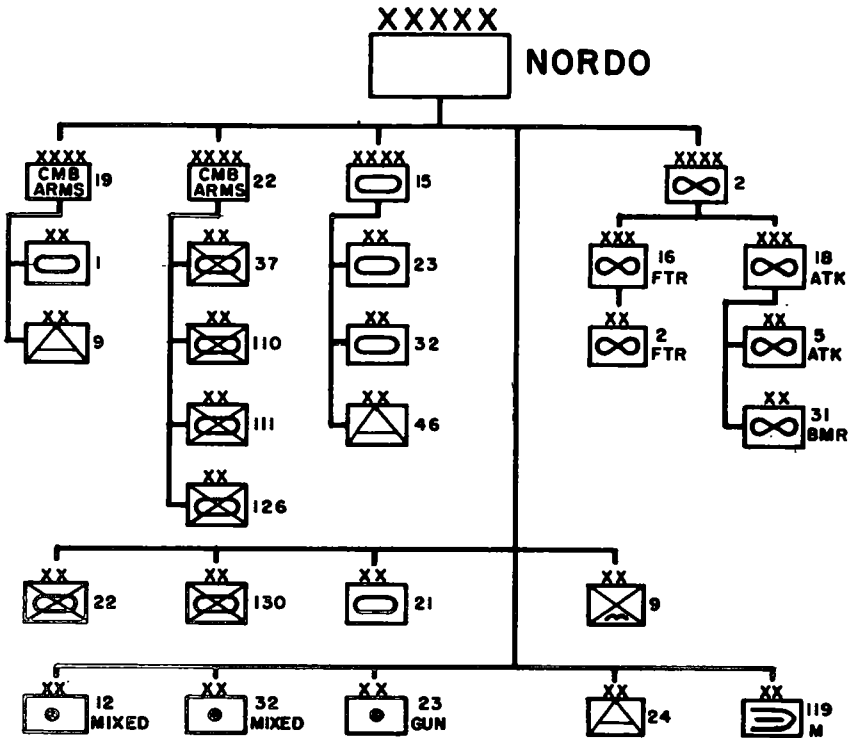 XXXXX
NORDO
XXXX XXXX XXXX XXXX
CMB ARMS 19
CMB ARMS 22
15
2
XX XX XX XXX XXX
1
37
23
16 FTR
18 ATK
XX XX XX XX XX
9
110
32
2 FTR
5 ATK
XX XX XX
111
46
31 BMR
XX
126
XX XX XX XX
22
130
21
9
XX XX XX XX XX
12 MIXED
32 MIXED
23 GUN
24
119 M